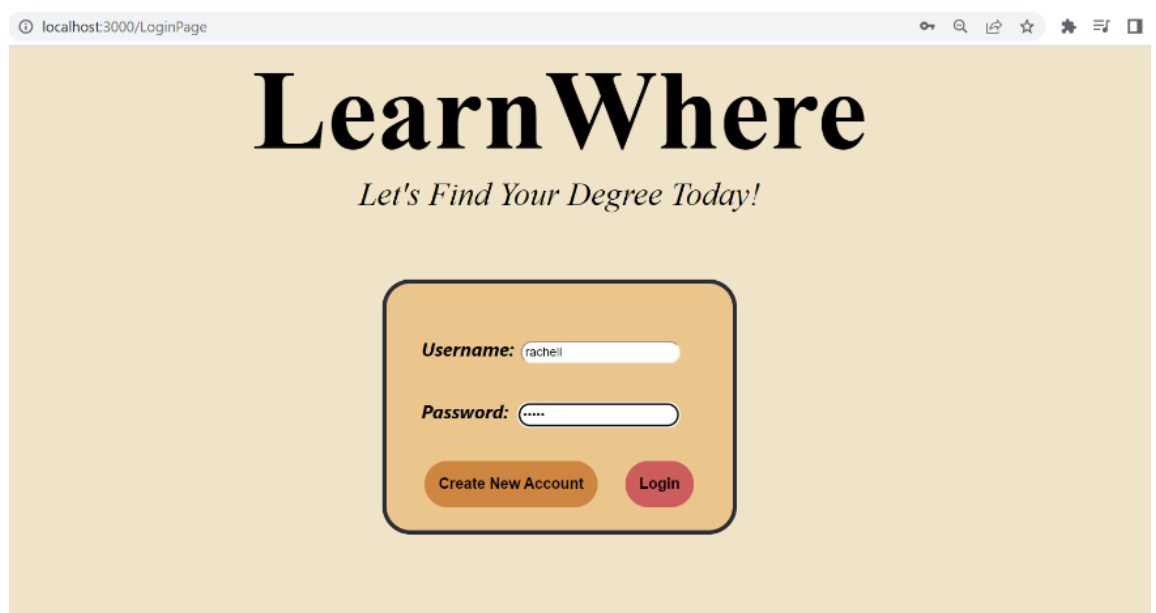 localhost:3000/LoginPage
LearnWhere
Let's Find Your Degree Today!
Username: rachell
Password: •••••
Create New Account Login